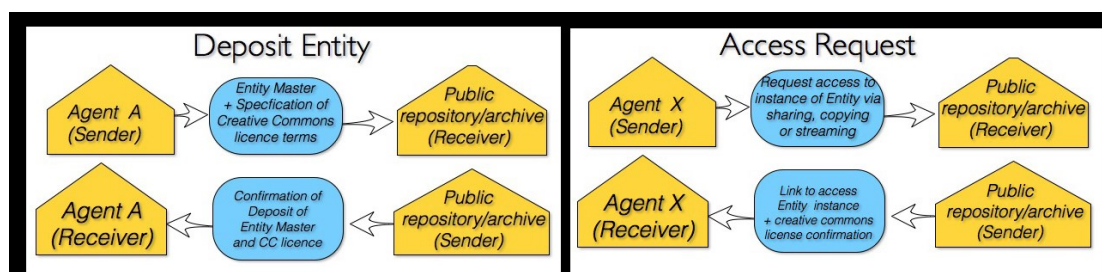 Deposit Entity
Agent A
(Sender)
Entity Master
+ Specfication of
Creative Commons
licence terms
Public
repository/archive
(Receiver)
Agent A
(Receiver)
Confirmation of
Deposit of
Entity Master
and CC licence
Public
repository/archive
(Sender)
Access Request
Agent X
(Sender)
Request access to
instance of Entity via
sharing, copying
or streaming
Public
repository/archive
(Receiver)
Agent X
(Receiver)
Link to access
Entity instance
+ creative commons
license confirmation
Public
repository/archive
(Sender)